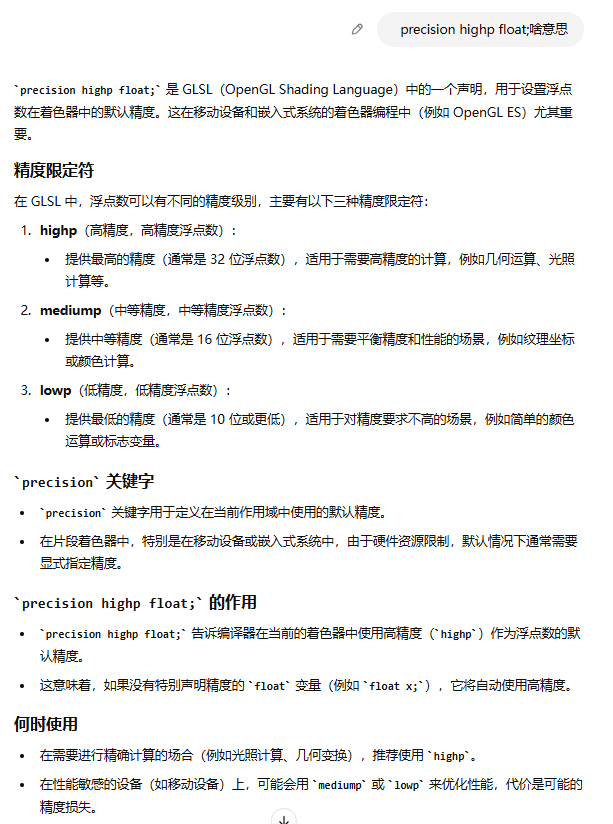 precision highp float;啥意思
`precision highp float;` 是 GLSL（OpenGL Shading Language）中的一个声明，用于设置浮点
数在着色器中的默认精度。这在移动设备和嵌入式系统的着色器编程中（例如 OpenGL ES）尤其重
要。
精度限定符
在 GLSL 中，浮点数可以有不同的精度级别，主要有以下三种精度限定符：
1. highp（高精度，高精度浮点数）：
• 提供最高的精度（通常是 32 位浮点数），适用于需要高精度的计算，例如几何运算、光照
计算等。
2. mediump（中等精度，中等精度浮点数）：
• 提供中等精度（通常是 16 位浮点数），适用于需要平衡精度和性能的场景，例如纹理坐标
或颜色计算。
3. lowp（低精度，低精度浮点数）：
• 提供最低的精度（通常是 10 位或更低），适用于对精度要求不高的场景，例如简单的颜色
运算或标志变量。
`precision` 关键字
• `precision` 关键字用于定义在当前作用域中使用的默认精度。
• 在片段着色器中，特别是在移动设备或嵌入式系统中，由于硬件资源限制，默认情况下通常需要
显式指定精度。
`precision highp float;` 的作用
• `precision highp float;` 告诉编译器在当前的着色器中使用高精度（`highp`）作为浮点数的默
认精度。
• 这意味着，如果没有特别声明精度的 `float` 变量（例如 `float x;`），它将自动使用高精度。
何时使用
• 在需要进行精确计算的场合（例如光照计算、几何变换），推荐使用 `highp`。
• 在性能敏感的设备（如移动设备）上，可能会用 `mediump` 或 `lowp` 来优化性能，代价是可能的
精度损失。